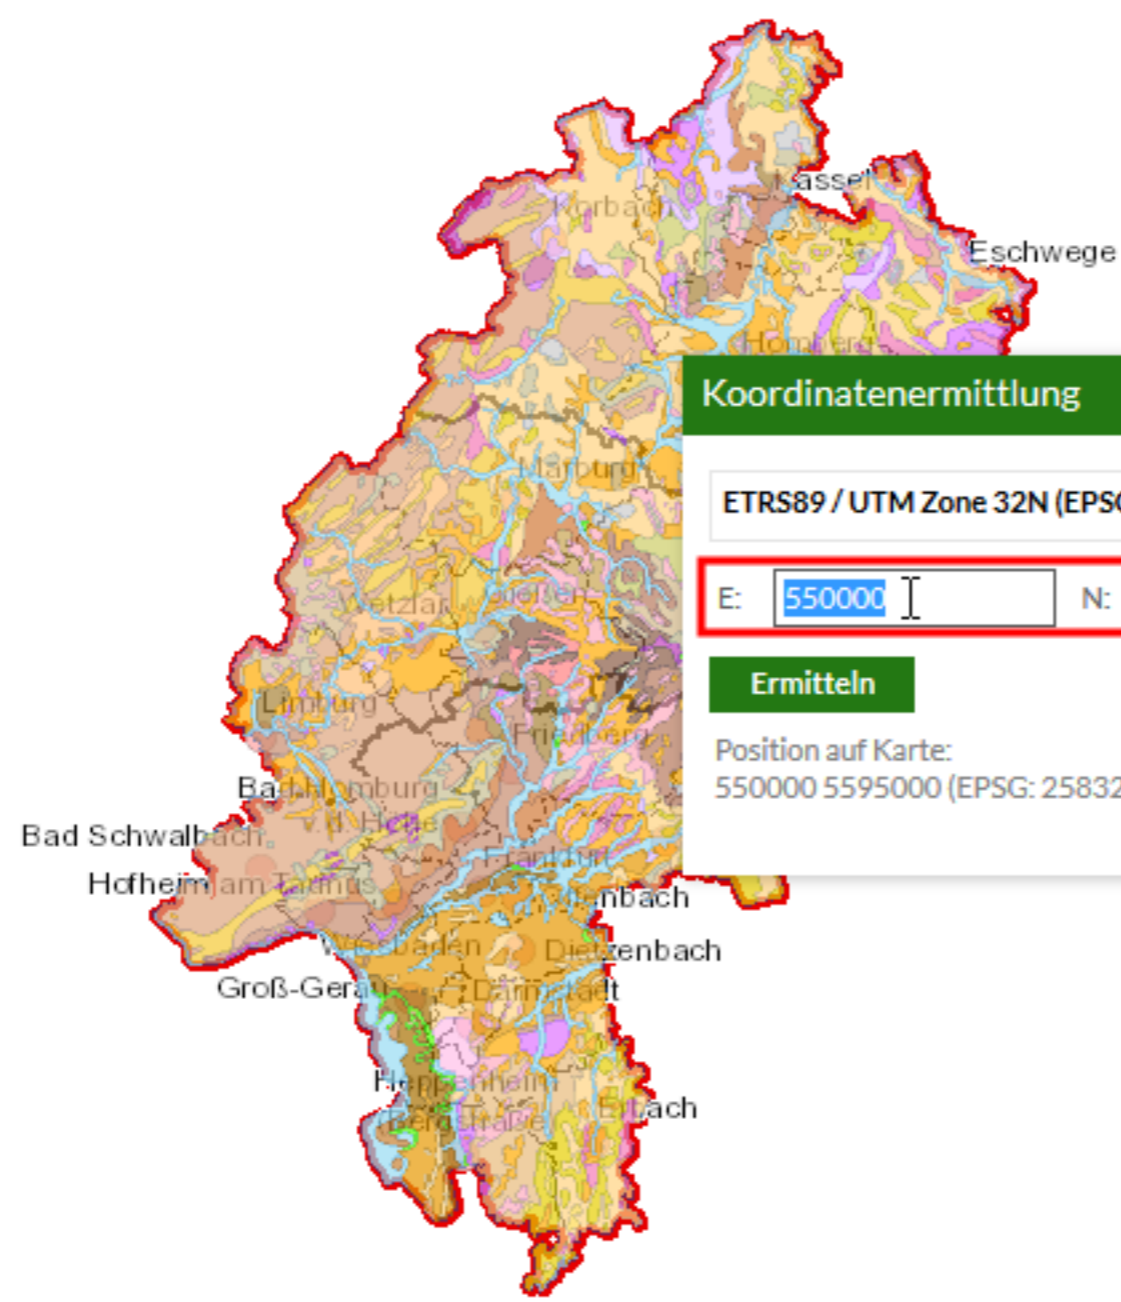 Kassel
Korbach
Eschwege
Homberg
Koordinatenermittlung
Marburg
ETRS89 / UTM Zone 32N (EPSG
E: 550000 N:
Gießen
Wetzlar
Ermitteln
Limburg
Friedberg
Position auf Karte:
550000 5595000 (EPSG: 25832
Bad Homburg
v.d. Höhe
Bad Schwalbach
Frankfurt
Hofheim am Taunus
Offenbach
Wiesbaden
Dietzenbach
Groß-Gerau
Darmstadt
Heppenheim
(Bergstraße
Erbach